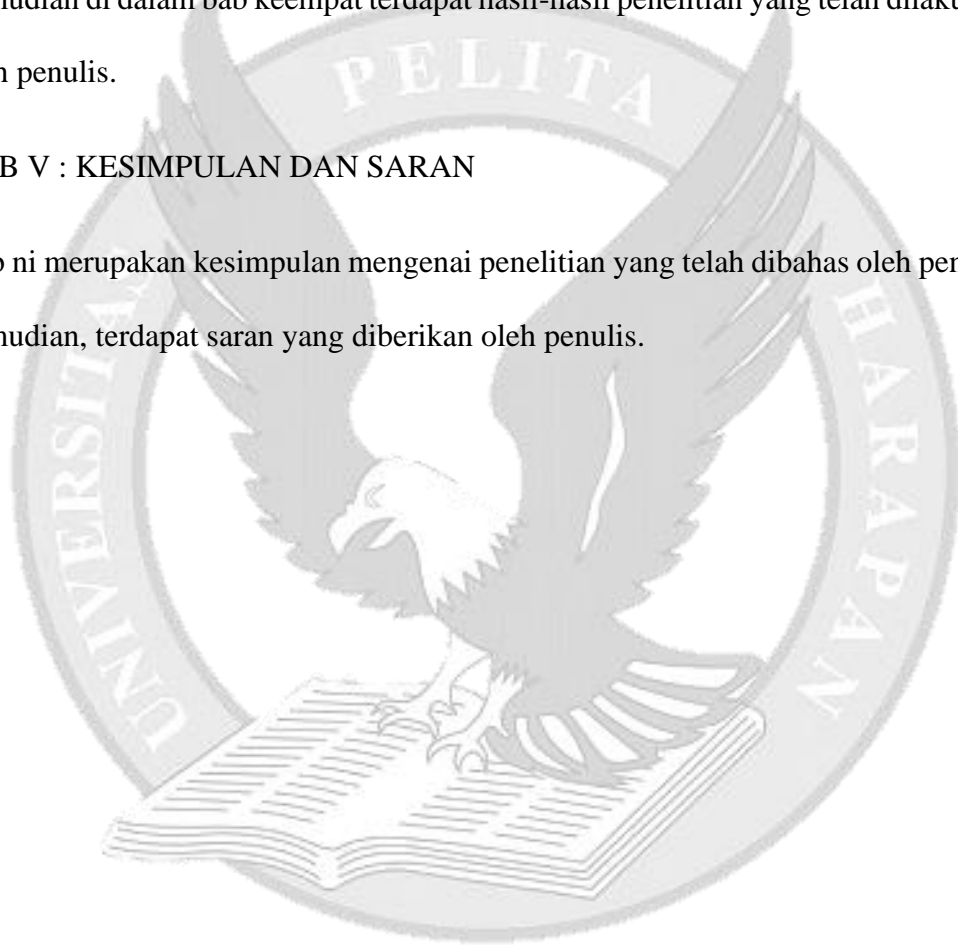 mudian di dalam bab keempat terdapat hasil-hasil penelitian yang telah dilaku
n penulis.
B V : KESIMPULAN DAN SARAN
ni merupakan kesimpulan mengenai penelitian yang telah dibahas oleh pen
nudian, terdapat saran yang diberikan oleh penulis.
UNIVERSITAS PELITA HARAPAN